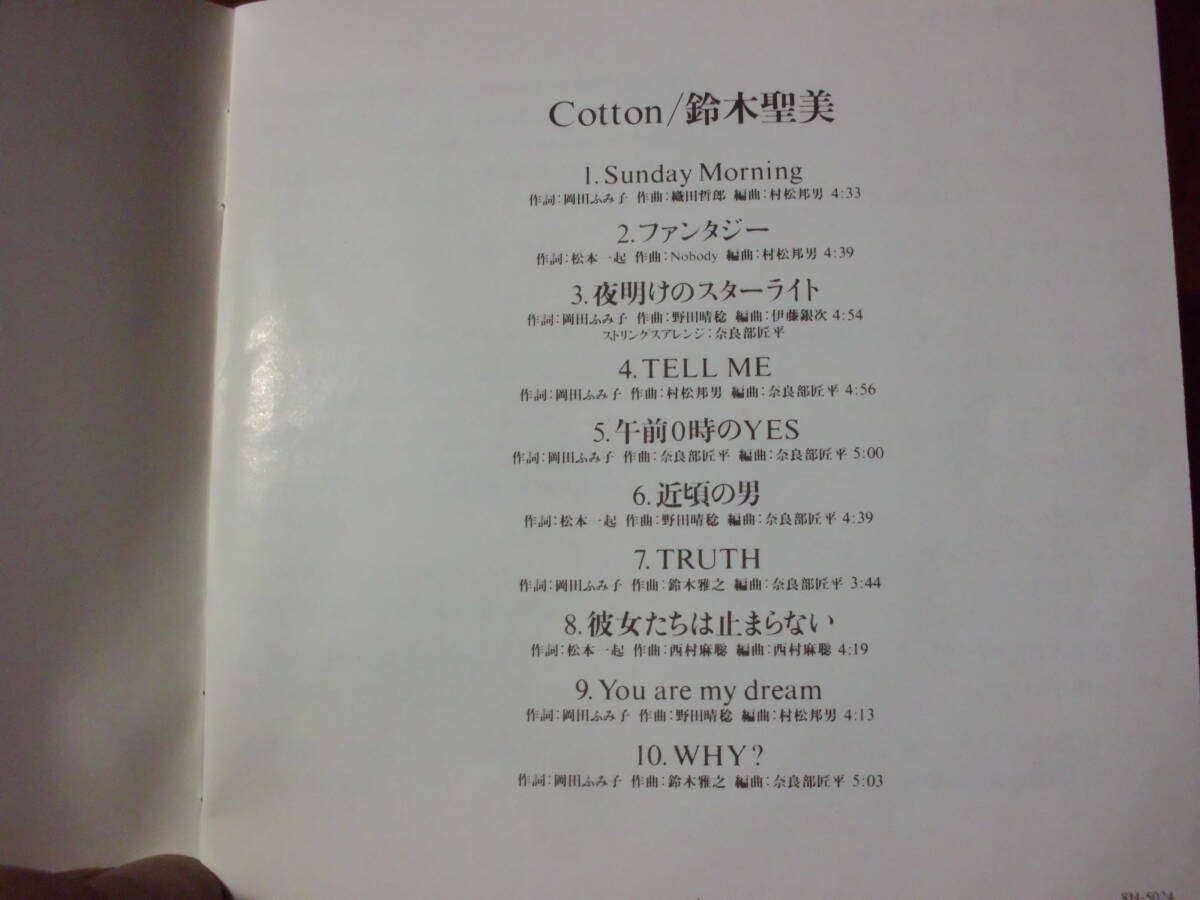 Cotton/鈴木聖美
1. Sunday Morning
作詞：岡田ふみ子 作曲：織田哲郎 編曲：村松邦男 4:33
2. ファンタジー
作詞：松本一起 作曲：Nobody 編曲：村松邦男 4:39
3. 夜明けのスターライト
作詞：岡田ふみ子 作曲：野田晴稔 編曲：伊藤銀次 4:54
ストリングスアレンジ：奈良部匠平
4. TELL ME
作詞：岡田ふみ子 作曲：村松邦男 編曲：奈良部匠平 4:56
5. 午前0時のYES
作詞：岡田ふみ子 作曲：奈良部匠平 編曲：奈良部匠平 5:00
6. 近頃の男
作詞：松本一起 作曲：野田晴稔 編曲：奈良部匠平 4:39
7. TRUTH
作詞：岡田ふみ子 作曲：鈴木雅之 編曲：奈良部匠平 3:44
8. 彼女たちは止まらない
作詞：松本一起 作曲：西村麻聡 編曲：西村麻聡 4:19
9. You are my dream
作詞：岡田ふみ子 作曲：野田晴稔 編曲：村松邦男 4:13
10. WHY?
作詞：岡田ふみ子 作曲：鈴木雅之 編曲：奈良部匠平 5:03